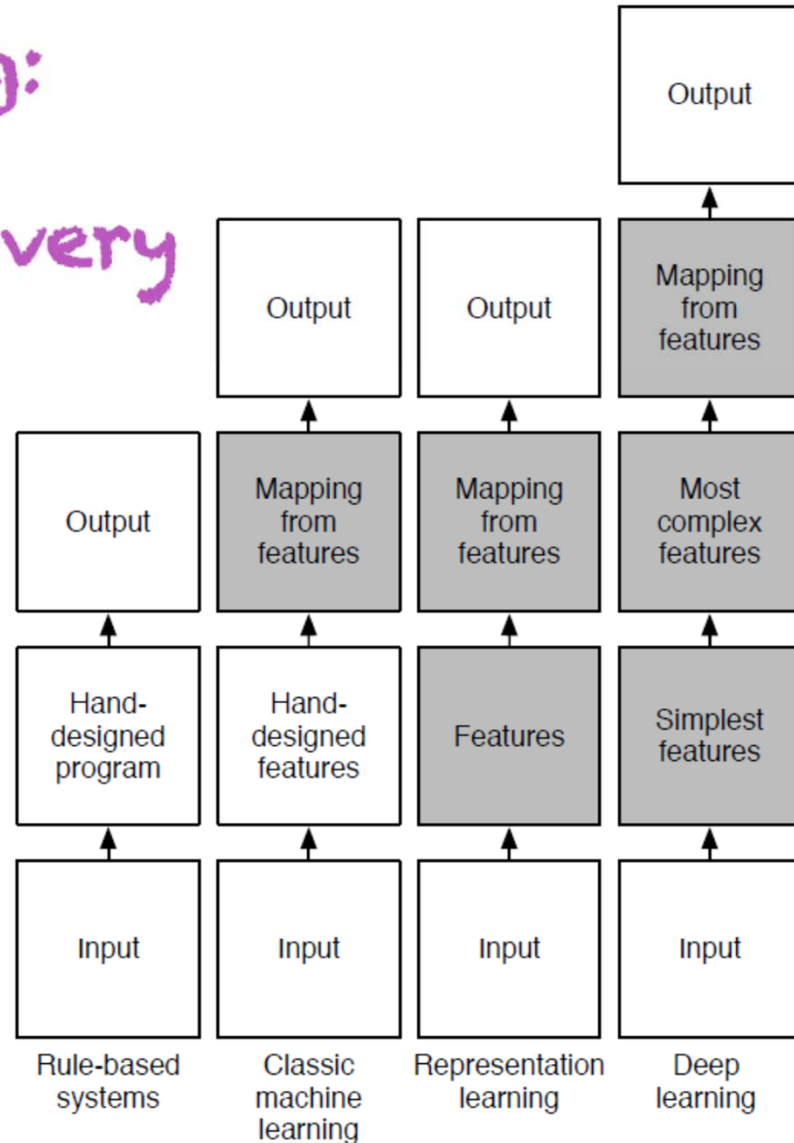 ):
very
Output
Output
Output
Mapping
from
features
Output
Mapping
from
features
Mapping
from
features
Most
complex
features
Hand-
designed
program
Hand-
designed
features
Features
Simplest
features
Input
Input
Input
Input
Rule-based
systems
Classic
machine
learning
Representation
learning
Deep
learning